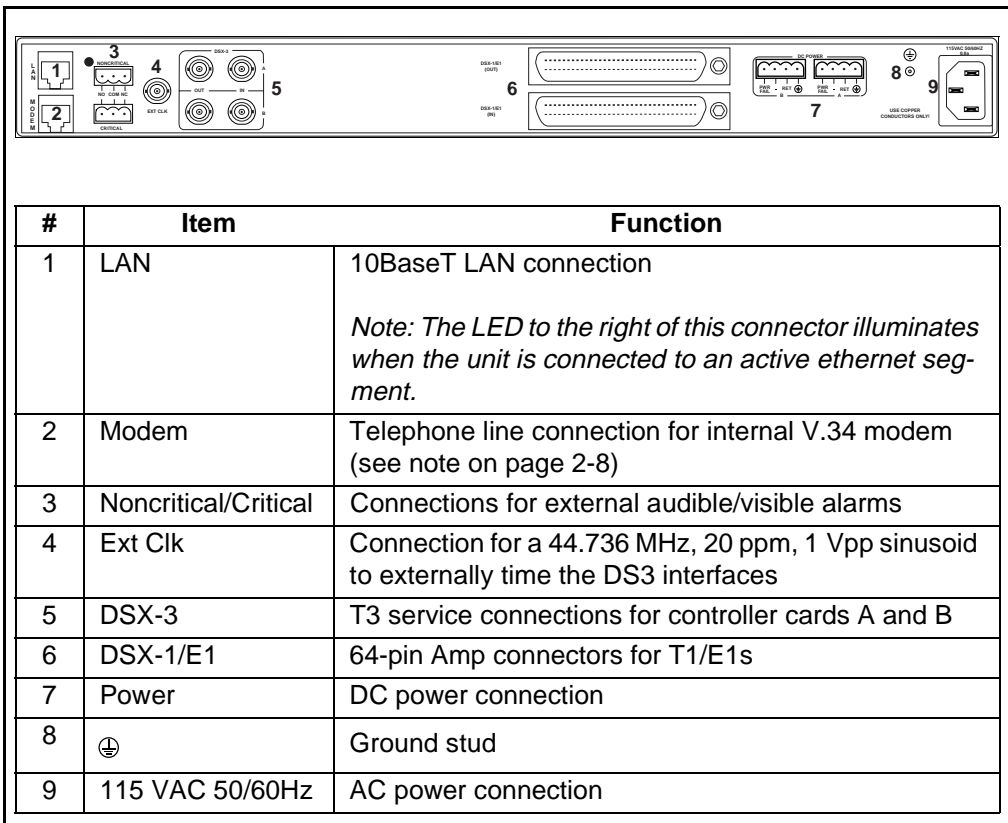 LAN
1
MODEM
2
3
NONCRITICAL
NO COM NC
CRITICAL
4
EXT CLK
DSX-3
A
OUT IN
B
5
DSX-1/E1
(OUT)
6
DSX-1/E1
(IN)
DC POWER
PWR FAIL - RET
B
PWR FAIL - RET
A
7
8
USE COPPER
CONDUCTORS ONLY!
115VAC 50/60HZ
9
# Item Function
1 LAN 10BaseT LAN connection
Note: The LED to the right of this connector illuminates
when the unit is connected to an active ethernet seg-
ment.
2 Modem Telephone line connection for internal V.34 modem
(see note on page 2-8)
3 Noncritical/Critical Connections for external audible/visible alarms
4 Ext Clk Connection for a 44.736 MHz, 20 ppm, 1 Vpp sinusoid
to externally time the DS3 interfaces
5 DSX-3 T3 service connections for controller cards A and B
6 DSX-1/E1 64-pin Amp connectors for T1/E1s
7 Power DC power connection
8 Ground stud
9 115 VAC 50/60Hz AC power connection